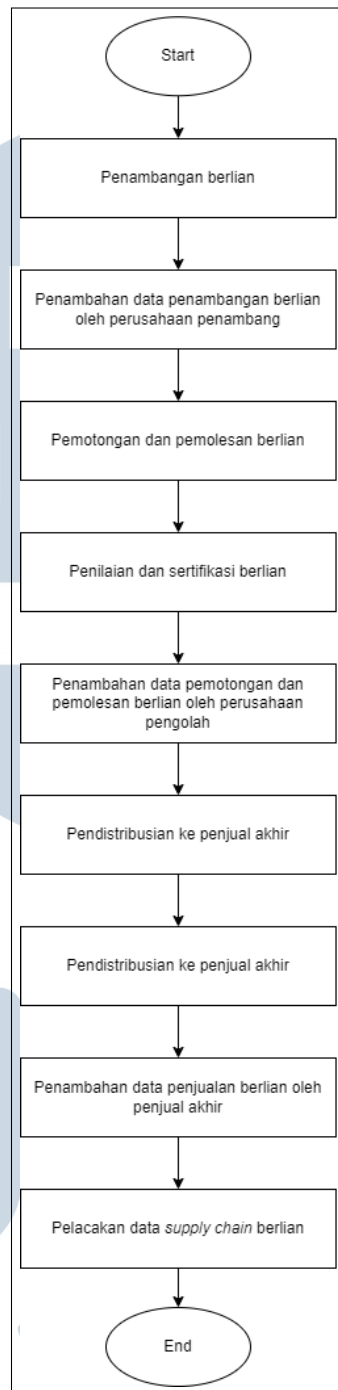 Start
Penambangan berlian
Penambahan data penambangan berlian
oleh perusahaan penambang
Pemotongan dan pemolesan berlian
Penilaian dan sertifikasi berlian
Penambahan data pemotongan dan
pemolesan berlian oleh perusahaan
pengolah
Pendistribusian ke penjual akhir
Pendistribusian ke penjual akhir
Penambahan data penjualan berlian oleh
penjual akhir
Pelacakan data supply chain berlian
End